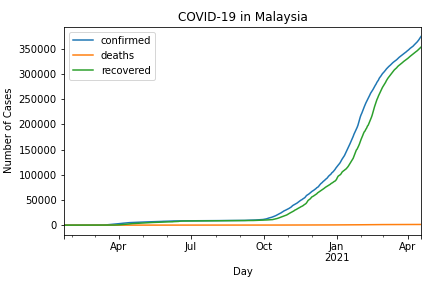 COVID-19 in Malaysia
confirmed
deaths
recovered
350000
300000
250000
200000
150000
100000
50000
0
Number of Cases
Apr
Jul
Oct
Jan
2021
Apr
Day